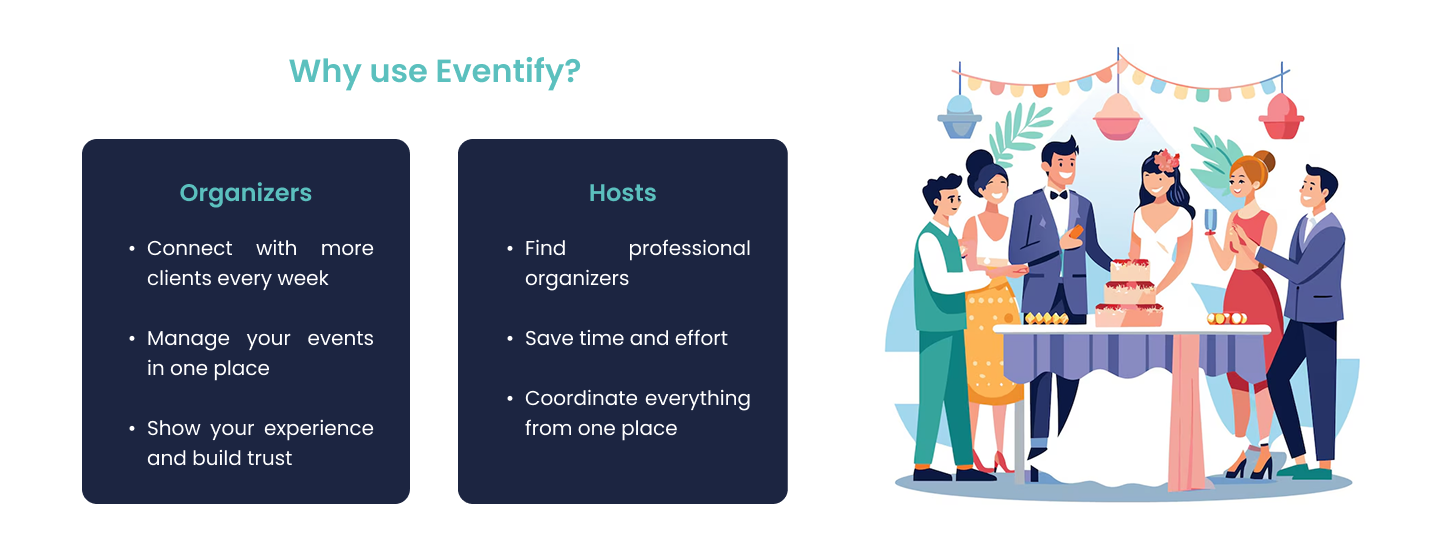 Why use Eventify?
Organizers
• Connect with more
clients every week
• Manage your events
in one place
• Show your experience
and build trust
Hosts
• Find professional
organizers
• Save time and effort
• Coordinate everything
from one place